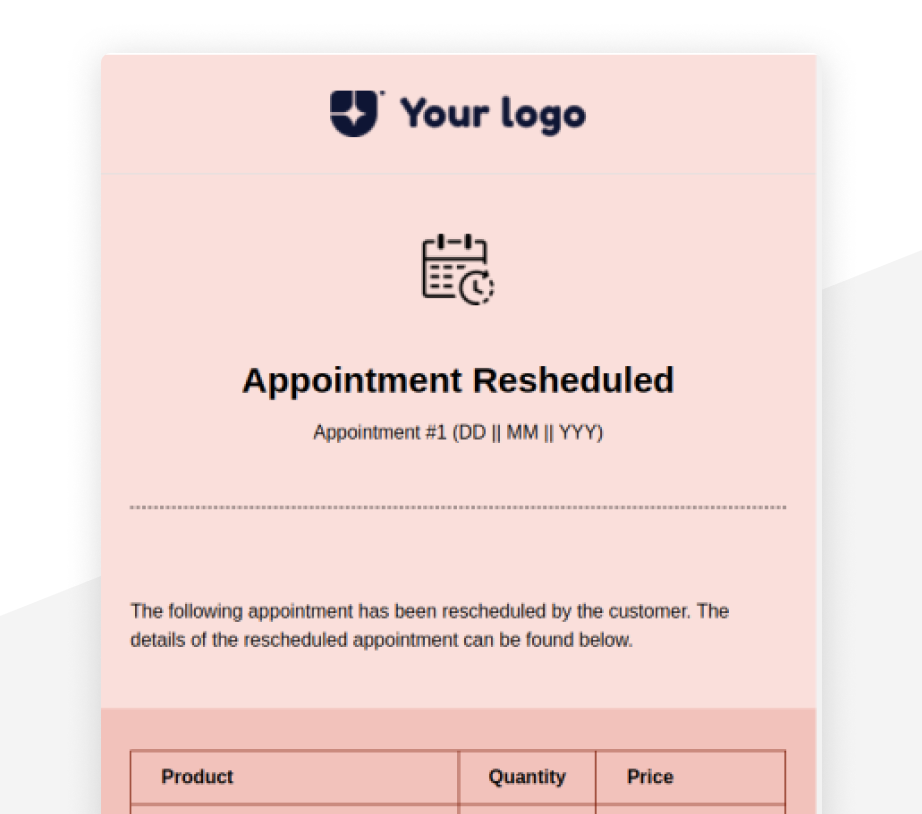 Your logo
Appointment Resheduled
Appointment #1 (DD || MM || YYY)
The following appointment has been rescheduled by the customer. The
details of the rescheduled appointment can be found below.
Product Quantity Price